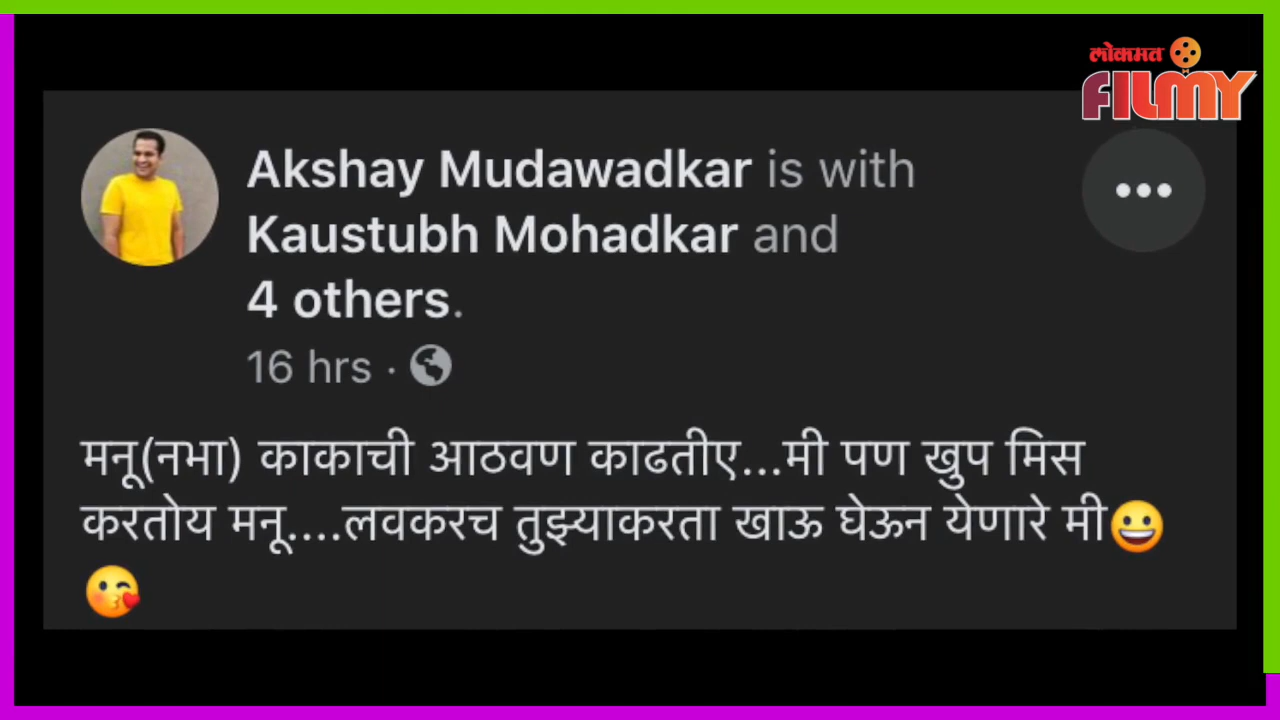 लोकमत
FILMY
Akshay Mudawadkar is with
Kaustubh Mohadkar and
4 others.
16 hrs ·
मनू(नभा) काकाची आठवण काढतीए...मी पण खुप मिस
करतोय मनू....लवकरच तुझ्याकरता खाऊ घेऊन येणारे मी😀
😘